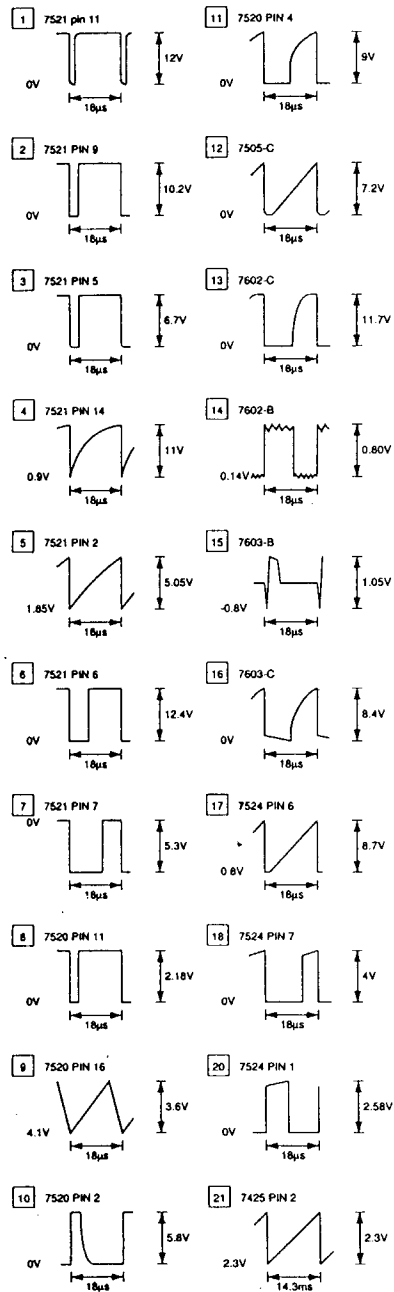 1 7521 pin 11
12V
0V
18µs
2 7521 PIN 9
10.2V
0V
18µs
3 7521 PIN 5
6.7V
0V
18µs
4 7521 PIN 14
11V
0.9V
18µs
5 7521 PIN 2
5.05V
1.85V
18µs
6 7521 PIN 6
12.4V
0V
18µs
7 7521 PIN 7
0V
5.3V
18µs
8 7520 PIN 11
2.18V
0V
18µs
9 7520 PIN 16
3.6V
4.1V
18µs
10 7520 PIN 2
5.8V
0V
18µs
11 7520 PIN 4
9V
0V
18µs
12 7505-C
7.2V
0V
18µs
13 7602-C
11.7V
0V
18µs
14 7602-B
0.80V
0.14V
18µs
15 7603-B
1.05V
-0.8V
18µs
16 7603-C
8.4V
0V
18µs
17 7524 PIN 6
8.7V
0.8V
18µs
18 7524 PIN 7
4V
0V
18µs
20 7524 PIN 1
2.58V
0V
18µs
21 7425 PIN 2
2.3V
2.3V
14.3ms